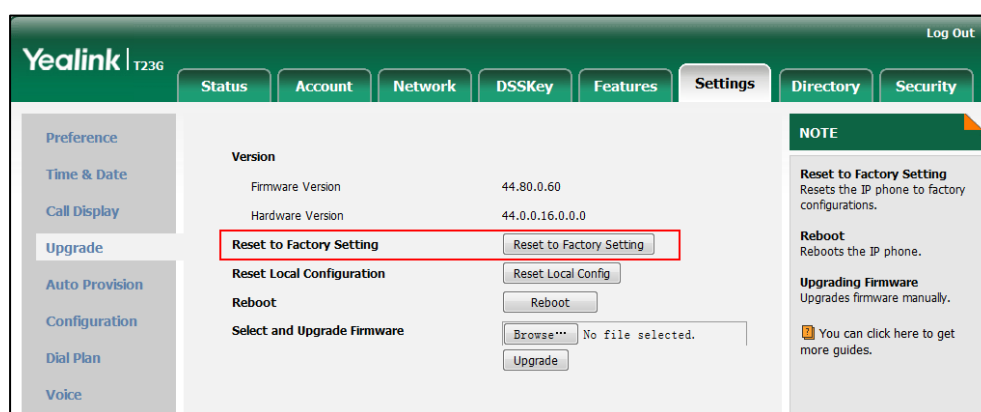 Log Out
Yealink | T23G
Status Account Network DSSKey Features Settings Directory Security
Preference
Time & Date
Call Display
Upgrade
Auto Provision
Configuration
Dial Plan
Voice
Version
Firmware Version 44.80.0.60
Hardware Version 44.0.0.16.0.0.0
Reset to Factory Setting Reset to Factory Setting
Reset Local Configuration Reset Local Config
Reboot Reboot
Select and Upgrade Firmware Browse··· No file selected.
Upgrade
NOTE
Reset to Factory Setting
Resets the IP phone to factory
configurations.
Reboot
Reboots the IP phone.
Upgrading Firmware
Upgrades firmware manually.
You can click here to get
more guides.